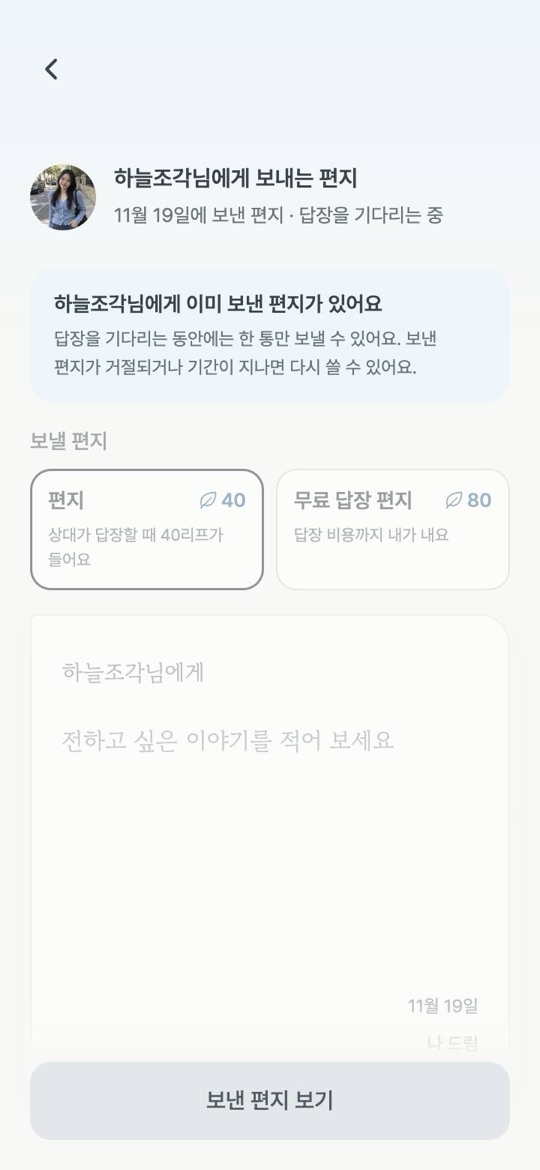 하늘조각님에게 보내는 편지
11월 19일에 보낸 편지 · 답장을 기다리는 중
하늘조각님에게 이미 보낸 편지가 있어요
답장을 기다리는 동안에는 한 통만 보낼 수 있어요. 보낸
편지가 거절되거나 기간이 지나면 다시 쓸 수 있어요.
보낼 편지
편지 40
상대가 답장할 때 40리프가
들어요
무료 답장 편지 80
답장 비용까지 내가 내요
하늘조각님에게
전하고 싶은 이야기를 적어 보세요
11월 19일
나 드림
보낸 편지 보기